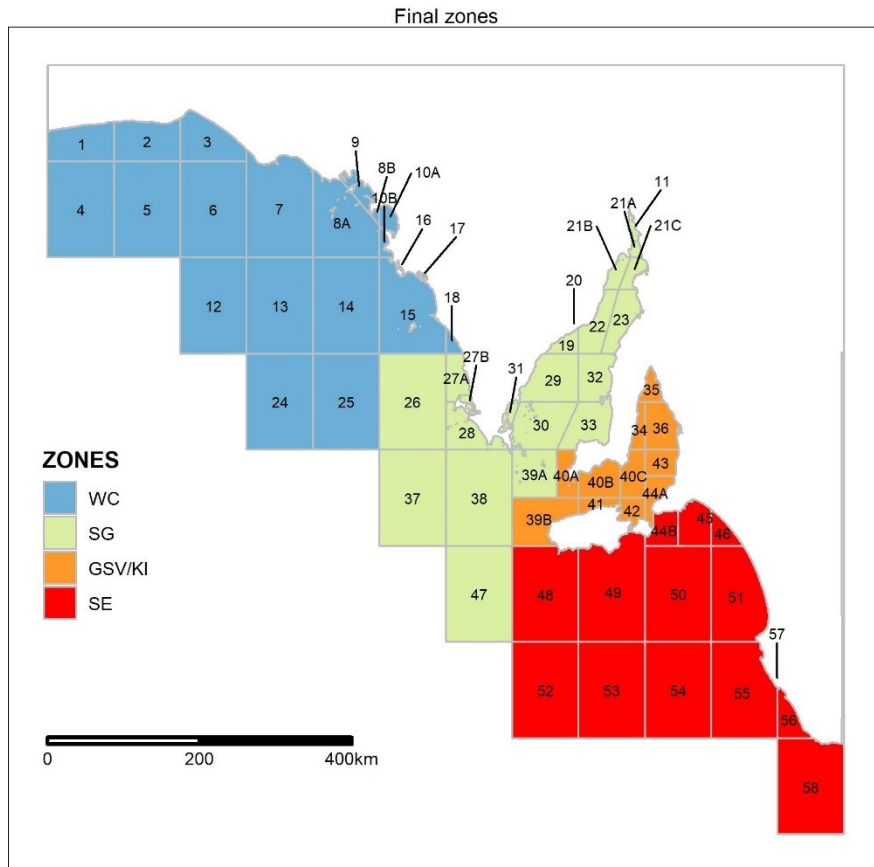 Final zones
1
2
3
4
5
6
7
8A
9
8B
10A
10B
16
17
18
11
21A
21B
21C
20
12
13
14
15
19
22
23
24
25
26
27A
27B
28
31
29
32
30
33
35
34
36
37
38
39A
40A
40B
40C
43
44A
41
42
39B
44B
45
46
47
48
49
50
51
57
52
53
54
55
56
58
ZONES
WC
SG
GSV/KI
SE
0 200 400km